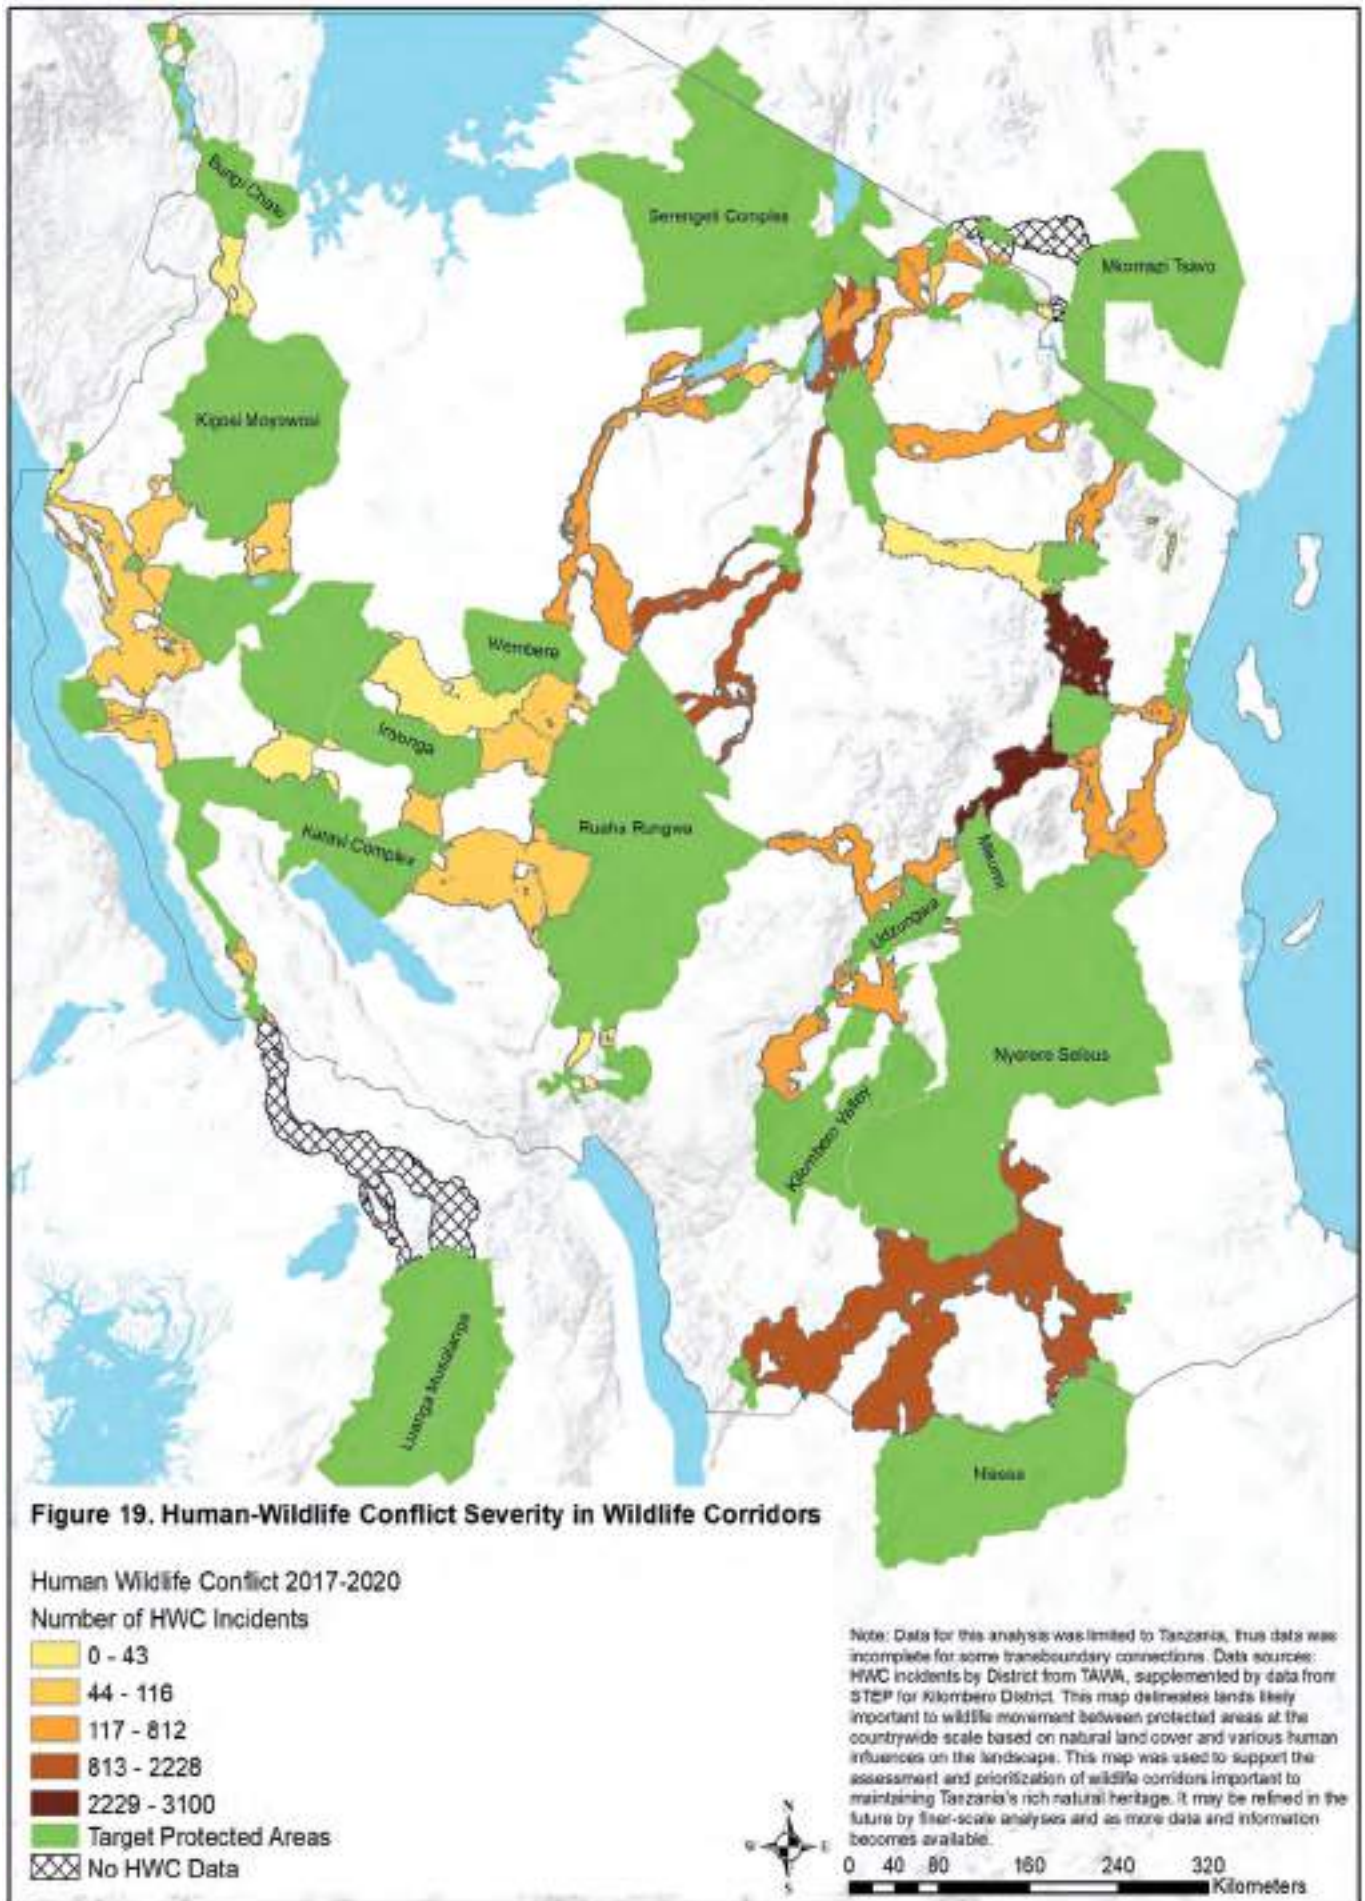 Burigi Chato
Serengeti Complex
Mkomazi Tsavo
Kigosi Moyowosi
Wembere
Inyonga
Ruaha Rungwa
Katavi Complex
Mikumi
Udzungwa
Nyerere Selous
Kilombero Valley
Luanga Musalanga
Niassa
Figure 19. Human-Wildlife Conflict Severity in Wildlife Corridors
Human Wildlife Conflict 2017-2020
Number of HWC Incidents
0 - 43
44 - 116
117 - 812
813 - 2228
2229 - 3100
Target Protected Areas
No HWC Data
Note: Data for this analysis was limited to Tanzania, thus data was
incomplete for some transboundary connections. Data sources:
HWC incidents by District from TAWA, supplemented by data from
STEP for Kilombero District. This map delineates lands likely
important to wildlife movement between protected areas at the
countrywide scale based on natural land cover and various human
influences on the landscape. This map was used to support the
assessment and prioritization of wildlife corridors important to
maintaining Tanzania's rich natural heritage. It may be refined in the
future by finer-scale analyses and as more data and information
becomes available.
N
W E
S
0 40 80 160 240 320
Kilometers